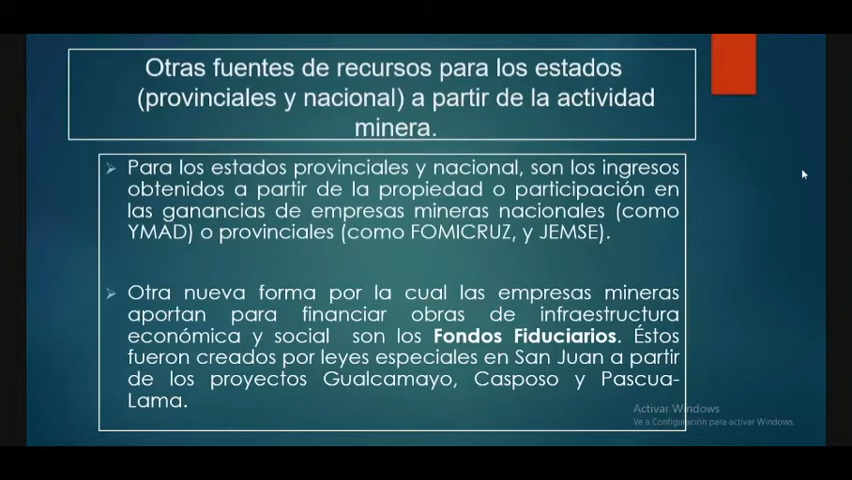 Otras fuentes de recursos para los estados
(provinciales y nacional) a partir de la actividad
minera.
Para los estados provinciales y nacional, son los ingresos
obtenidos a partir de la propiedad o participación en
las ganancias de empresas mineras nacionales (como
YMAD) o provinciales (como FOMICRUZ, y JEMSE).
Otra nueva forma por la cual las empresas mineras
aportan para financiar obras de infraestructura
económica y social son los Fondos Fiduciarios. Éstos
fueron creados por leyes especiales en San Juan a partir
de los proyectos Gualcamayo, Casposo y Pascua-
Lama.
Activar Windows
Ve a Configuración para activar Windows.